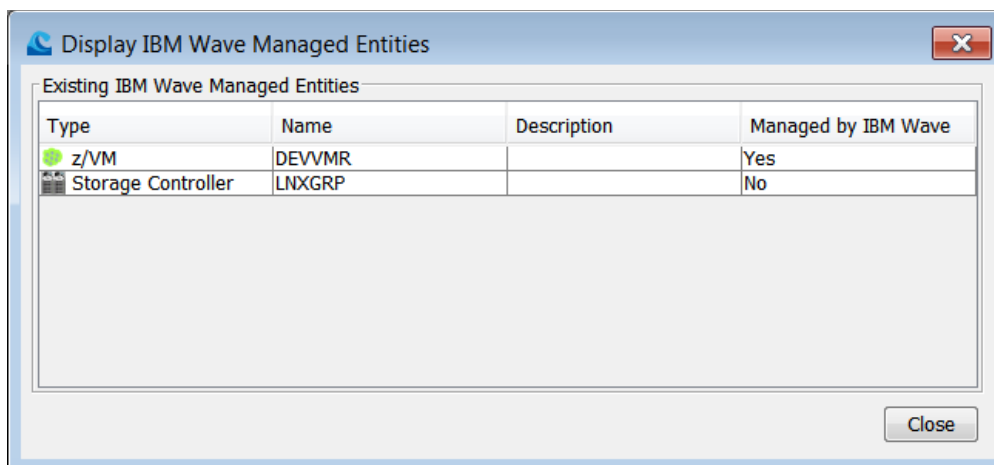 Display IBM Wave Managed Entities
Existing IBM Wave Managed Entities
Type Name Description Managed by IBM Wave
z/VM DEVVMR Yes
Storage Controller LNXGRP No
Close